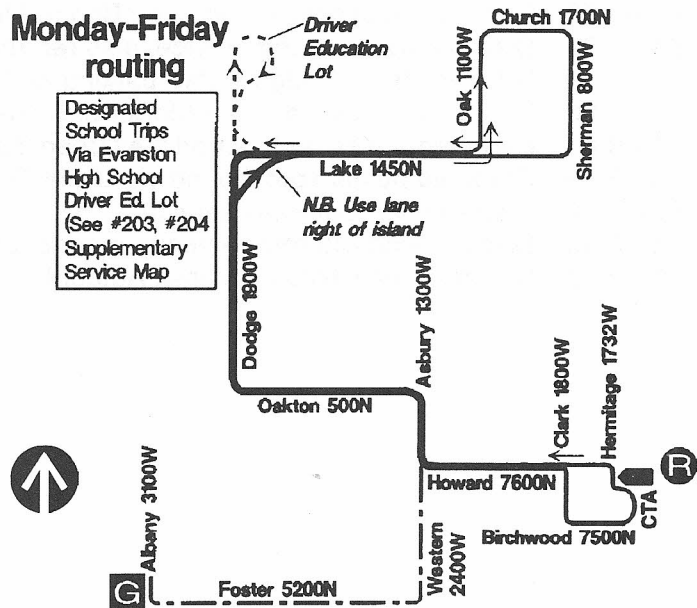 Monday-Friday
routing
Designated
School Trips
Via Evanston
High School
Driver Ed. Lot
(See #203, #204
Supplementary
Service Map
Driver
Education
Lot
Church 1700N
Oak 1100W
Sherman 800W
Lake 1450N
N.B. Use lane
right of island
Dodge 1900W
Asbury 1300W
Oakton 500N
Clark 1800W
Hermitage 1732W
R
Howard 7600N
CTA
Birchwood 7500N
Albany 3100W
Western
2400W
G
Foster 5200N